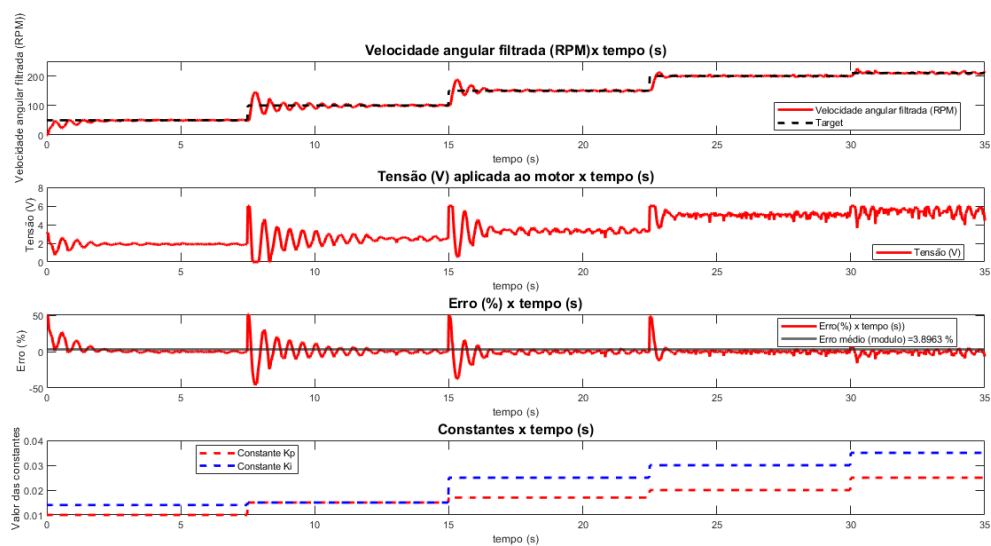 Velocidade angular filtrada (RPM)x tempo (s)
Velocidade angular filtrada (RPM))
200
100
0
0 5 10 15 20 25 30 35
Velocidade angular filtrada (RPM)
Target
tempo (s)
Tensão (V) aplicada ao motor x tempo (s)
Tensão (V)
8
6
4
2
0
0 5 10 15 20 25 30 35
Tensão (V)
tempo (s)
Erro (%) x tempo (s)
Erro (%)
50
0
-50
0 5 10 15 20 25 30 35
Erro(%) x tempo (s))
Erro médio (modulo) =3.8963 %
tempo (s)
Constantes x tempo (s)
Valor das constantes
0.04
0.03
0.02
0.01
0 5 10 15 20 25 30 35
Constante Kp
Constante Ki
tempo (s)